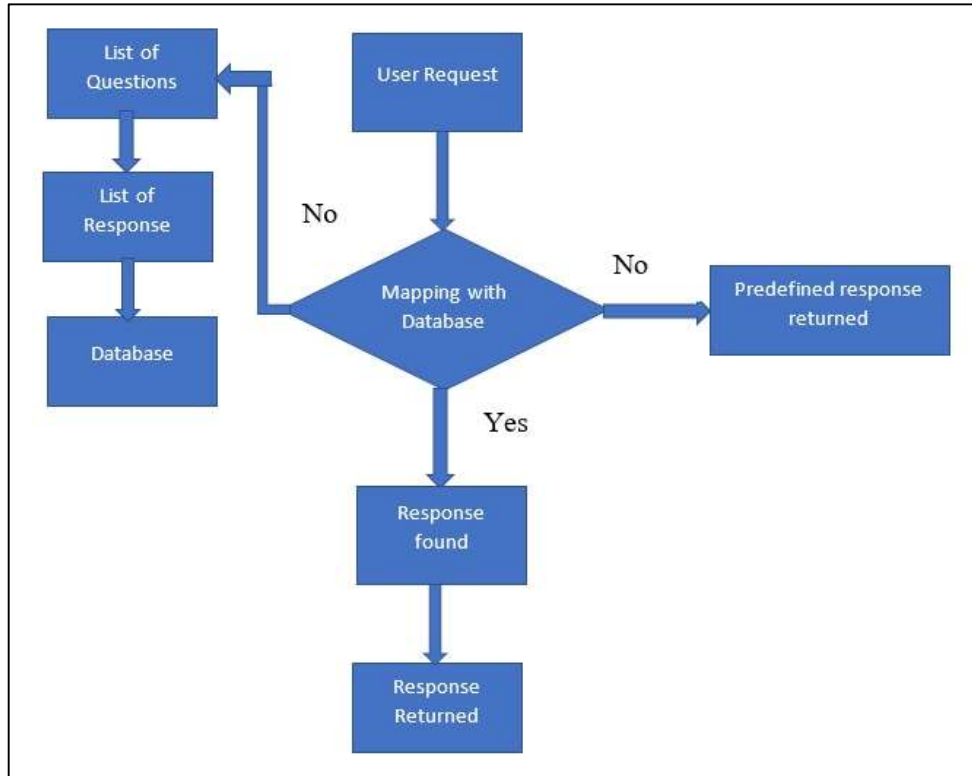 List of
Questions
User Request
List of
Response
No
No
Mapping with
Database
Predefined response
returned
Database
Yes
Response
found
Response
Returned